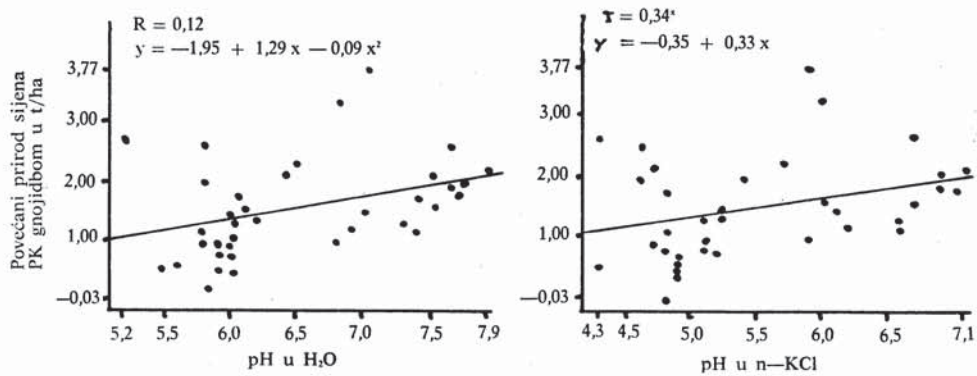 R = 0,12
y = —1,95 + 1,29 x — 0,09 x²
Povećani prirod sijena
PK gnojidbom u t/ha
3,77
3,00
2,00
1,00
—0,03
5,2 5,5 6,0 6,5 7,0 7,5 7,9
pH u H₂O
r = 0,34ˣ
y = —0,35 + 0,33 x
3,77
3,00
2,00
1,00
—0,03
4,3 4,5 5,0 5,5 6,0 6,5 7,1
pH u n—KCl